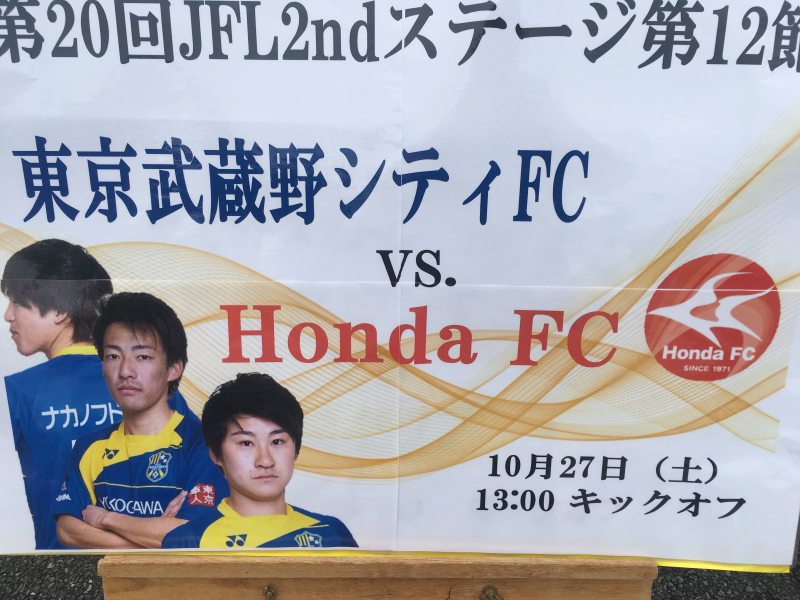 第20回JFL2ndステージ第12節
東京武蔵野シティFC
vs.
Honda FC
Honda FC
SINCE 1971
ナカノフド
YOKOGAWA
東京
10月27日（土）
13:00 キックオフ